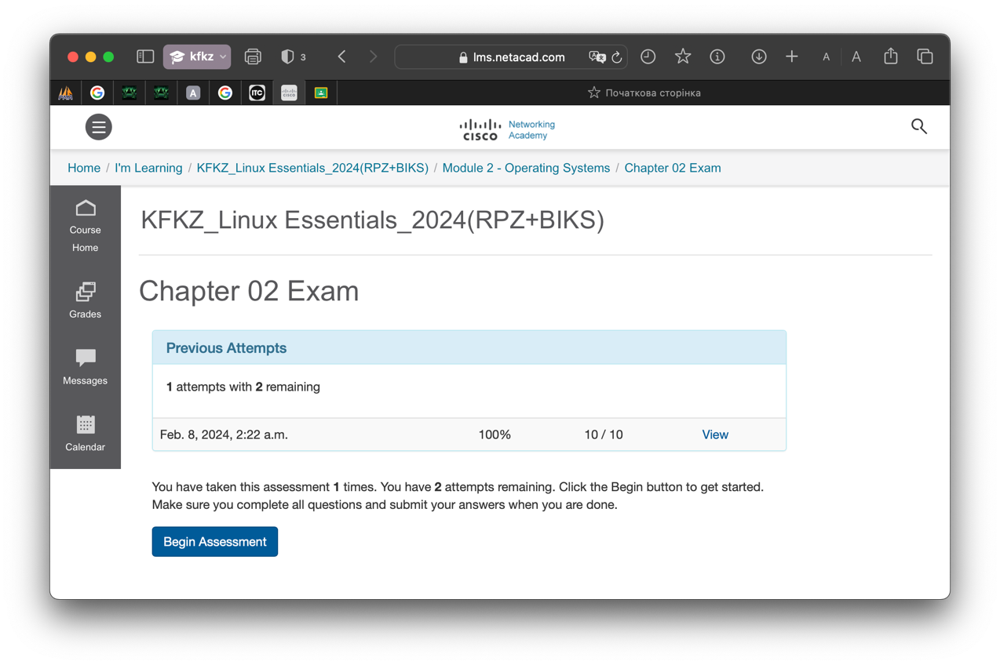 kfkz
3
lms.netacad.com
A A
A
ITC
CISCO
Початкова сторінка
CISCO
Networking
Academy
Home / I'm Learning / KFKZ_Linux Essentials_2024(RPZ+BIKS) / Module 2 - Operating Systems / Chapter 02 Exam
Course
Home
Grades
Messages
Calendar
KFKZ_Linux Essentials_2024(RPZ+BIKS)
Chapter 02 Exam
Previous Attempts
1 attempts with 2 remaining
Feb. 8, 2024, 2:22 a.m. 100% 10 / 10 View
You have taken this assessment 1 times. You have 2 attempts remaining. Click the Begin button to get started.
Make sure you complete all questions and submit your answers when you are done.
Begin Assessment